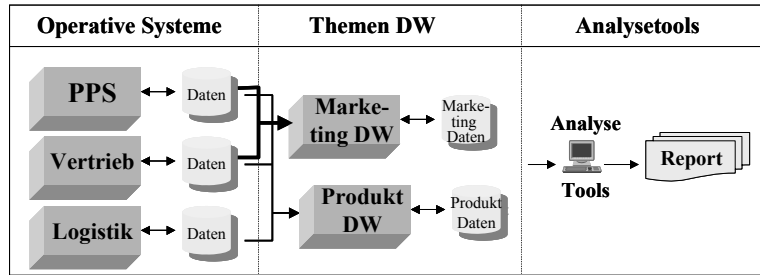 Operative Systeme
Themen DW
Analysetools
PPS
Daten
Vertrieb
Daten
Logistik
Daten
Marke-
ting DW
Marke-
ting
Daten
Produkt
DW
Produkt
Daten
Analyse
Tools
Report